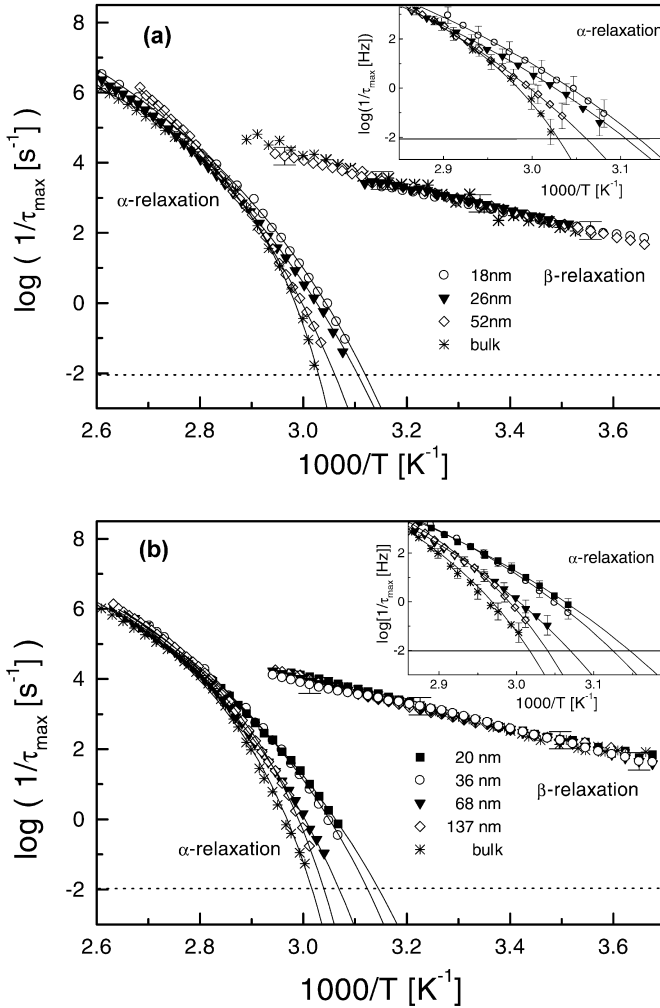 (a)
8
6
4
2
0
-2
log ( 1/τmax [s⁻¹] )
2.6
2.8
3.0
3.2
3.4
3.6
1000/T [K⁻¹]
α-relaxation
β-relaxation
18nm
26nm
52nm
bulk
α-relaxation
log(1/τmax [Hz])
2
0
-2
2.9
3.0
3.1
1000/T [K⁻¹]
(b)
8
6
4
2
0
-2
log ( 1/τmax [s⁻¹] )
2.6
2.8
3.0
3.2
3.4
3.6
1000/T [K⁻¹]
α-relaxation
β-relaxation
20 nm
36 nm
68 nm
137 nm
bulk
α-relaxation
log[1/τmax [Hz]]
2
0
-2
2.9
3.0
3.1
1000/T [K⁻¹]